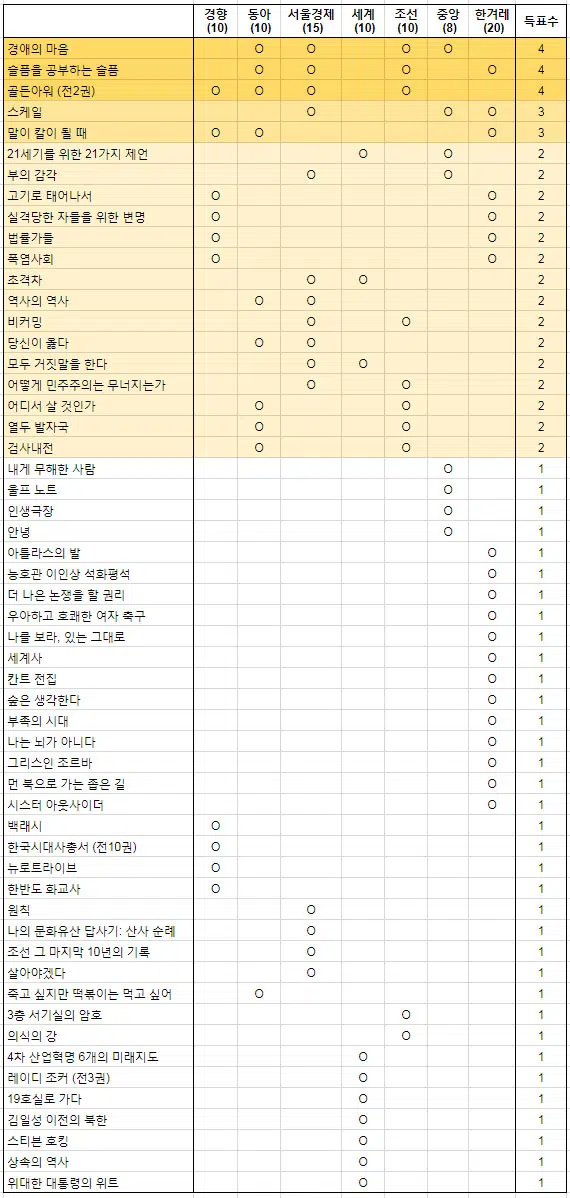 경향 동아 서울경제 세계 조선 중앙 한겨레 득표수
(10) (10) (15) (10) (10) (8) (20)
경애의 마음 O O O O 4
슬픔을 공부하는 슬픔 O O O O 4
골든아워 (전2권) O O O O 4
스케일 O O O 3
말이 칼이 될 때 O O O 3
21세기를 위한 21가지 제언 O O 2
부의 감각 O O 2
고기로 태어나서 O O 2
실격당한 자들을 위한 변명 O O 2
법률가들 O O 2
폭염사회 O O 2
초격차 O O 2
역사의 역사 O O 2
비커밍 O O 2
당신이 옳다 O O 2
모두 거짓말을 한다 O O 2
어떻게 민주주의는 무너지는가 O O 2
어디서 살 것인가 O O 2
열두 발자국 O O 2
검사내전 O O 2
내게 무해한 사람 O 1
울프 노트 O 1
인생극장 O 1
안녕 O 1
아틀라스의 발 O 1
능호관 이인상 석화평석 O 1
더 나은 논쟁을 할 권리 O 1
우아하고 호쾌한 여자 축구 O 1
나를 보라, 있는 그대로 O 1
세계사 O 1
칸트 전집 O 1
숲은 생각한다 O 1
부족의 시대 O 1
나는 뇌가 아니다 O 1
그리스인 조르바 O 1
먼 북으로 가는 좁은 길 O 1
시스터 아웃사이더 O 1
백래시 O 1
한국시대사총서 (전10권) O 1
뉴로트라이브 O 1
한반도 화교사 O 1
원칙 O 1
나의 문화유산 답사기: 산사 순례 O 1
조선 그 마지막 10년의 기록 O 1
살아야겠다 O 1
죽고 싶지만 떡볶이는 먹고 싶어 O 1
3층 서기실의 암호 O 1
의식의 강 O 1
4차 산업혁명 6개의 미래지도 O 1
레이디 조커 (전3권) O 1
19호실로 가다 O 1
김일성 이전의 북한 O 1
스티븐 호킹 O 1
상속의 역사 O 1
위대한 대통령의 위트 O 1